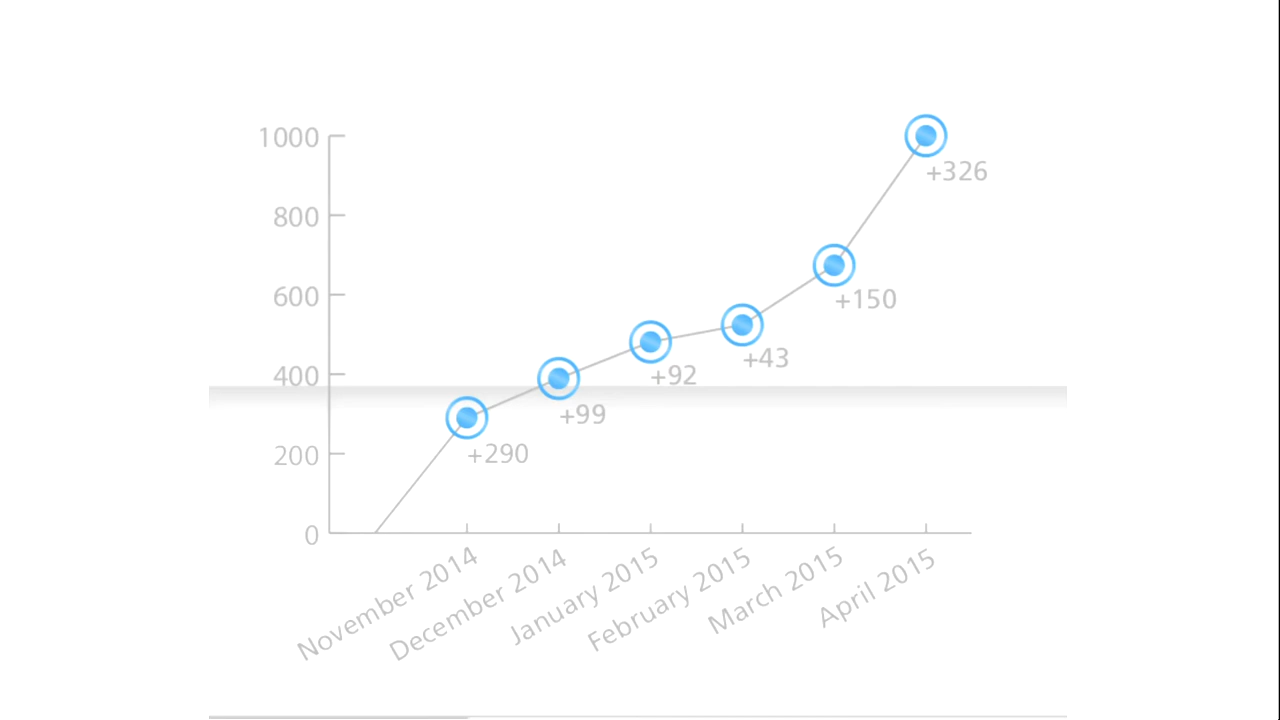 1000
800
600
400
200
0
+326
+150
+43
+92
+99
+290
November 2014
December 2014
January 2015
February 2015
March 2015
April 2015